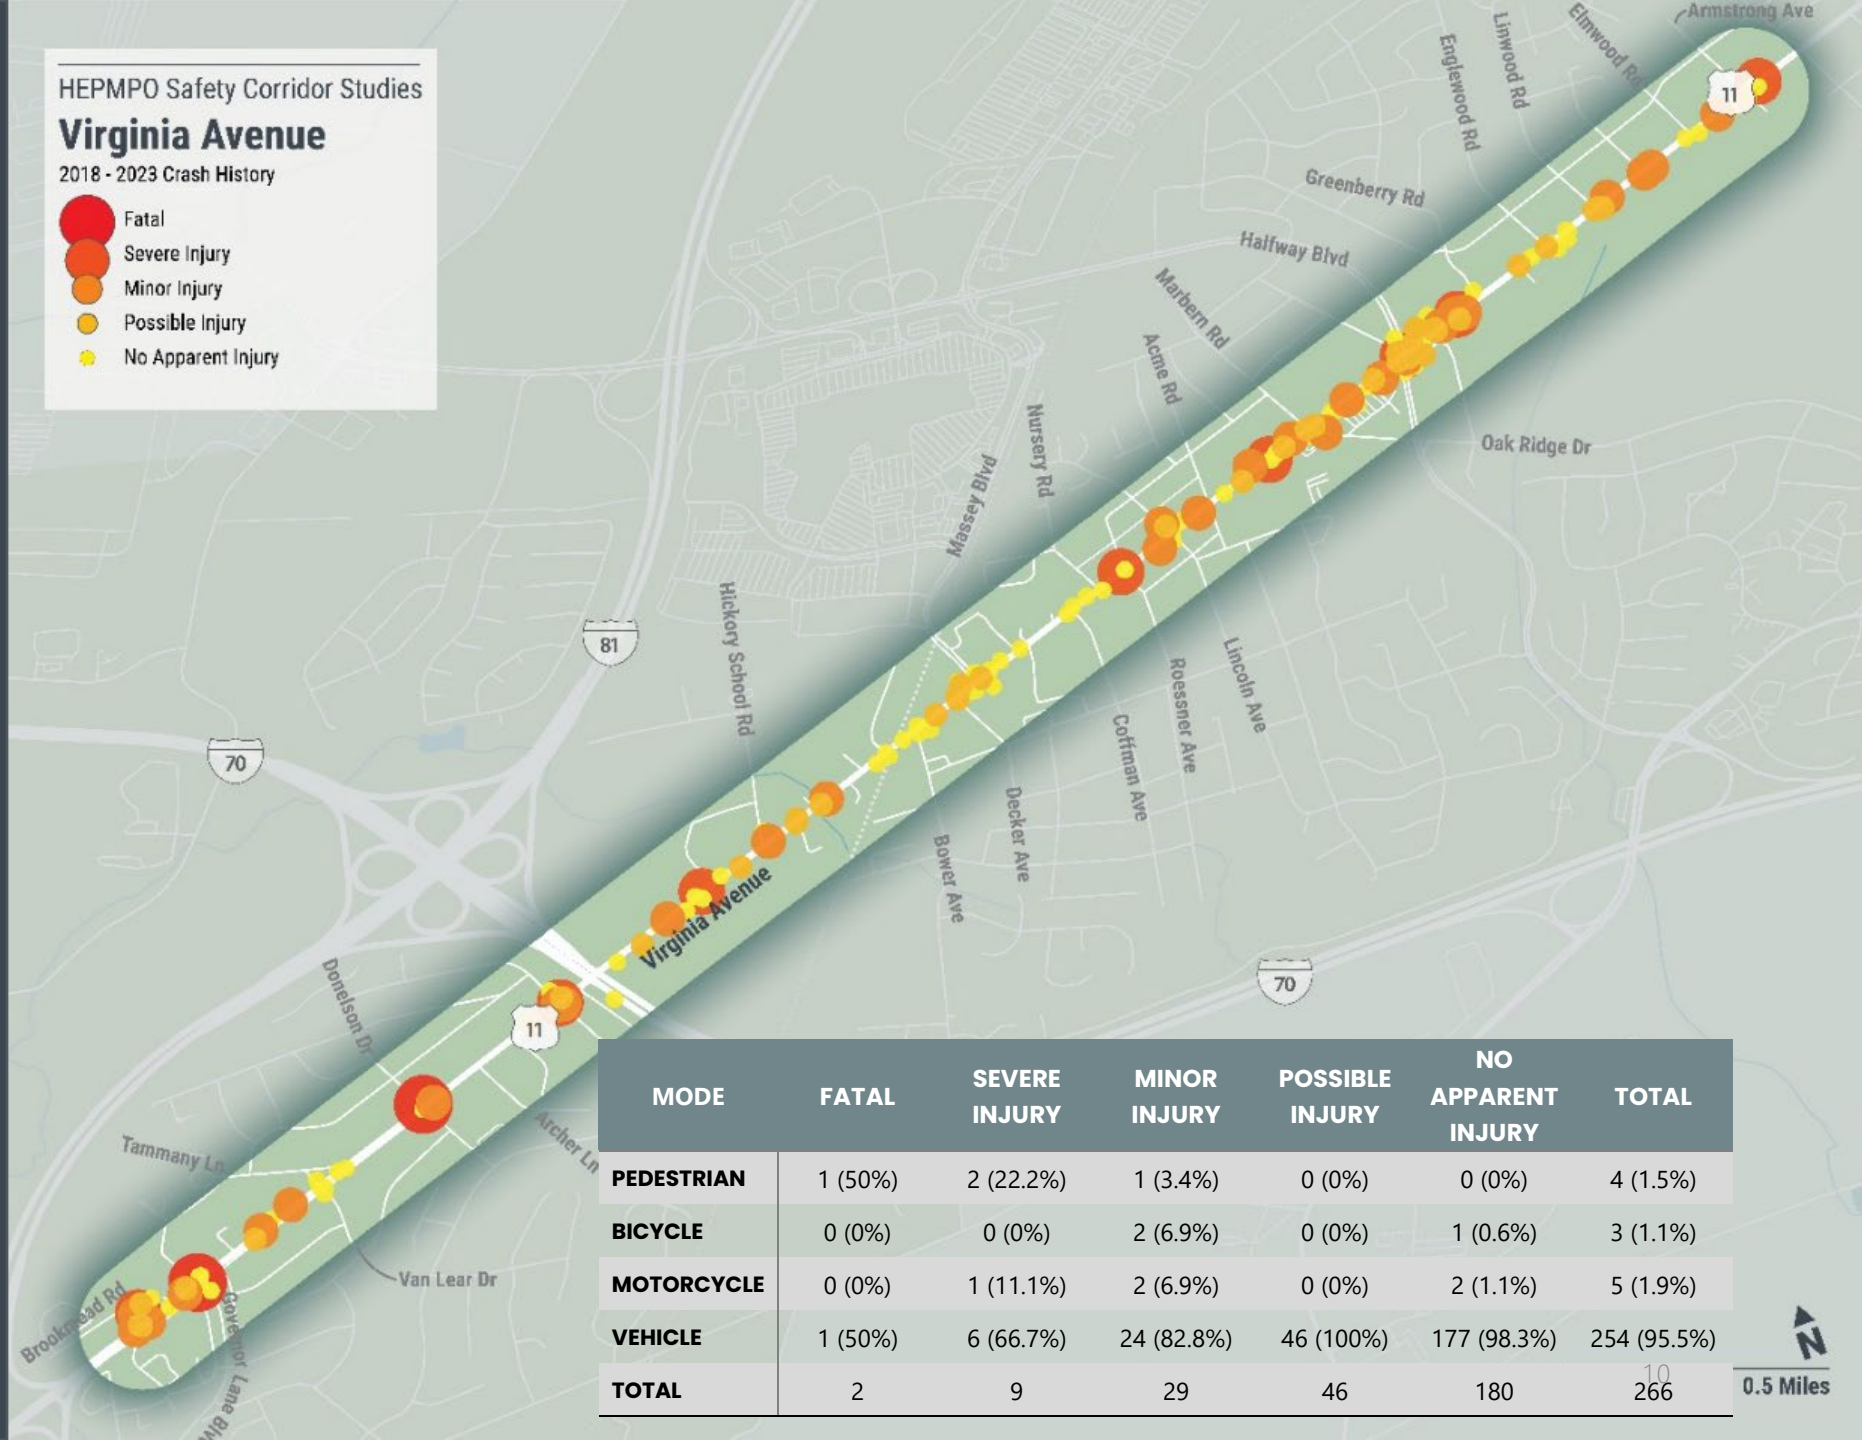 HEPMPO Safety Corridor Studies
Virginia Avenue
2018 - 2023 Crash History
Fatal
Severe Injury
Minor Injury
Possible Injury
No Apparent Injury
Armstrong Ave
Elmwood Rd
Linwood Rd
Englewood Rd
11
Greenberry Rd
Halfway Blvd
Marbern Rd
Acme Rd
Nursery Rd
Massey Blvd
Oak Ridge Dr
Hickory School Rd
81
70
Lincoln Ave
Roessner Ave
Coffman Ave
Decker Ave
Bower Ave
Virginia Avenue
70
Donelson Dr
11
Archer Ln
Tammany Ln
Van Lear Dr
Brookmead Rd
Governor Lane Blvd
MODE FATAL SEVERE INJURY MINOR INJURY POSSIBLE INJURY NO APPARENT INJURY TOTAL
PEDESTRIAN 1 (50%) 2 (22.2%) 1 (3.4%) 0 (0%) 0 (0%) 4 (1.5%)
BICYCLE 0 (0%) 0 (0%) 2 (6.9%) 0 (0%) 1 (0.6%) 3 (1.1%)
MOTORCYCLE 0 (0%) 1 (11.1%) 2 (6.9%) 0 (0%) 2 (1.1%) 5 (1.9%)
VEHICLE 1 (50%) 6 (66.7%) 24 (82.8%) 46 (100%) 177 (98.3%) 254 (95.5%)
TOTAL 2 9 29 46 180 266
10
N
0.5 Miles